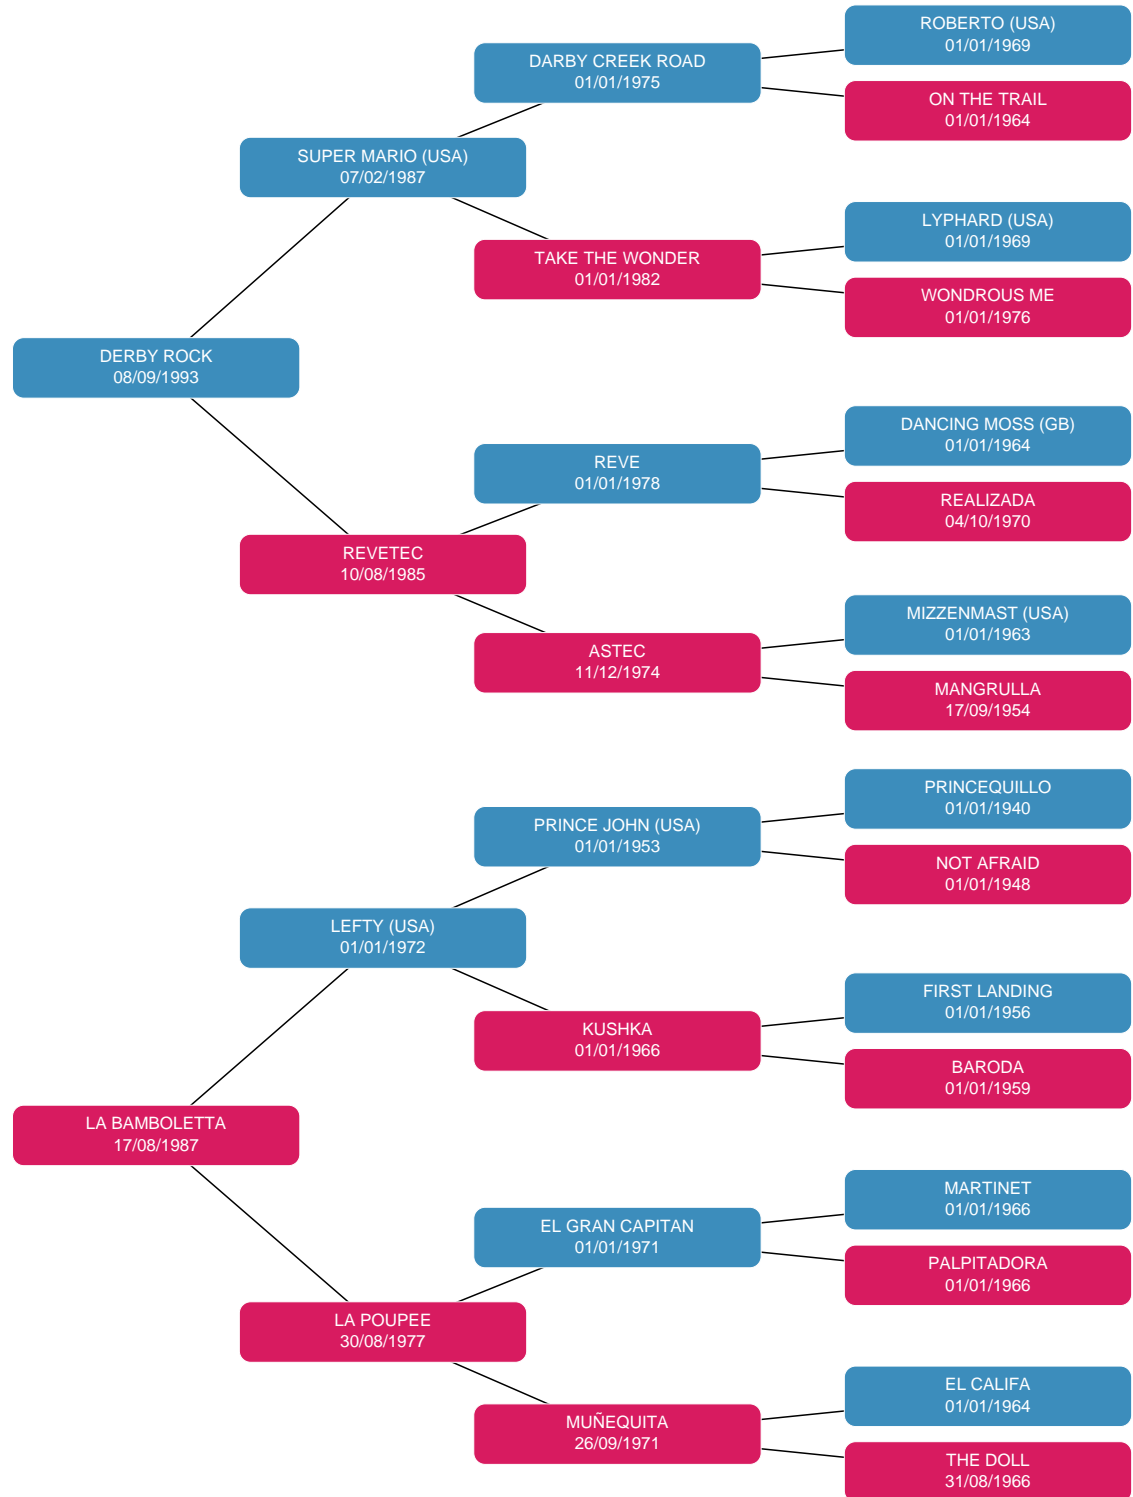 ROBERTO (USA)
01/01/1969
DARBY CREEK ROAD
01/01/1975
ON THE TRAIL
01/01/1964
SUPER MARIO (USA)
07/02/1987
LYPHARD (USA)
01/01/1969
TAKE THE WONDER
01/01/1982
WONDROUS ME
01/01/1976
DERBY ROCK
08/09/1993
DANCING MOSS (GB)
01/01/1964
REVE
01/01/1978
REALIZADA
04/10/1970
REVETEC
10/08/1985
MIZZENMAST (USA)
01/01/1963
ASTEC
11/12/1974
MANGRULLA
17/09/1954
PRINCEQUILLO
01/01/1940
PRINCE JOHN (USA)
01/01/1953
NOT AFRAID
01/01/1948
LEFTY (USA)
01/01/1972
FIRST LANDING
01/01/1956
KUSHKA
01/01/1966
BARODA
01/01/1959
LA BAMBOLETTA
17/08/1987
MARTINET
01/01/1966
EL GRAN CAPITAN
01/01/1971
PALPITADORA
01/01/1966
LA POUPEE
30/08/1977
EL CALIFA
01/01/1964
MUÑEQUITA
26/09/1971
THE DOLL
31/08/1966